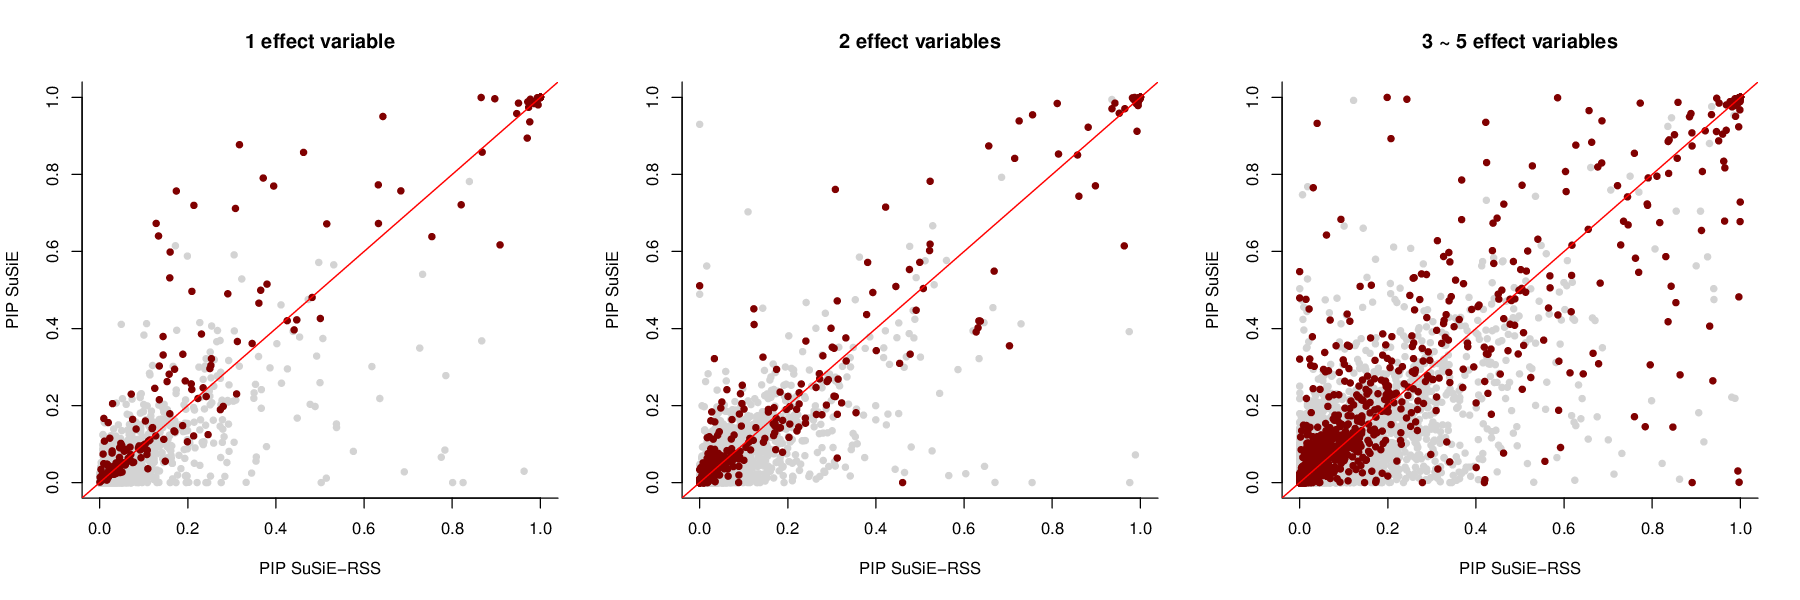 1 effect variable
PIP SuSiE
1.0
0.8
0.6
0.4
0.2
0.0
0.0 0.2 0.4 0.6 0.8 1.0
PIP SuSiE−RSS
2 effect variables
PIP SuSiE
1.0
0.8
0.6
0.4
0.2
0.0
0.0 0.2 0.4 0.6 0.8 1.0
PIP SuSiE−RSS
3 ~ 5 effect variables
PIP SuSiE
1.0
0.8
0.6
0.4
0.2
0.0
0.0 0.2 0.4 0.6 0.8 1.0
PIP SuSiE−RSS